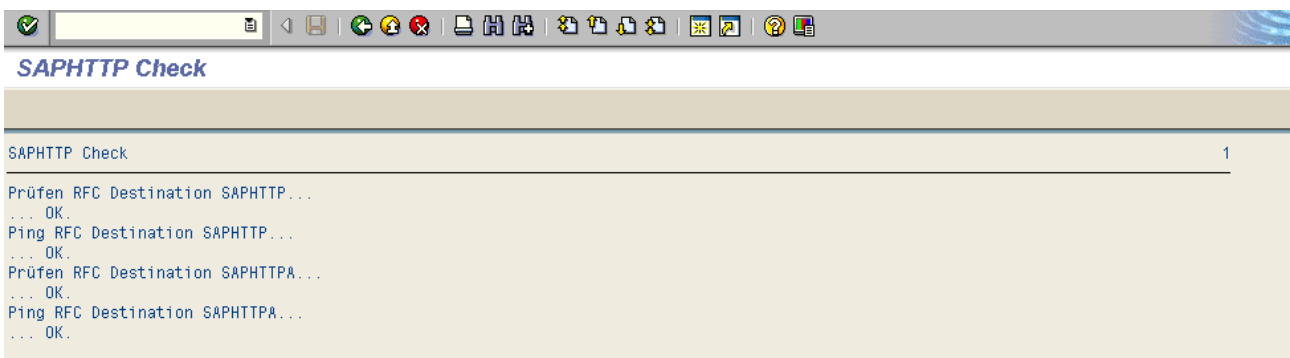 SAPHTTP Check
SAPHTTP Check 1
Prüfen RFC Destination SAPHTTP...
... OK.
Ping RFC Destination SAPHTTP...
... OK.
Prüfen RFC Destination SAPHTTPA...
... OK.
Ping RFC Destination SAPHTTPA...
... OK.